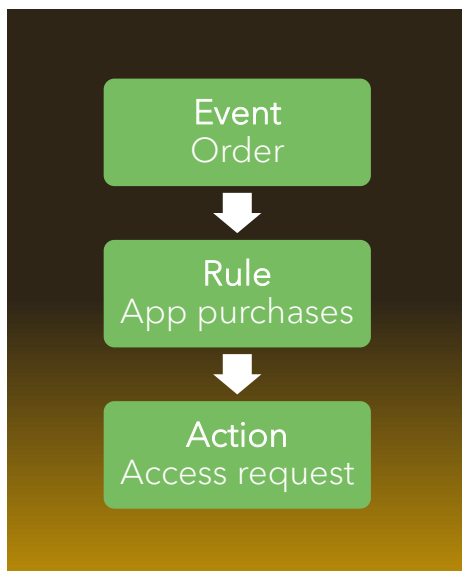 Event
Order
Rule
App purchases
Action
Access request